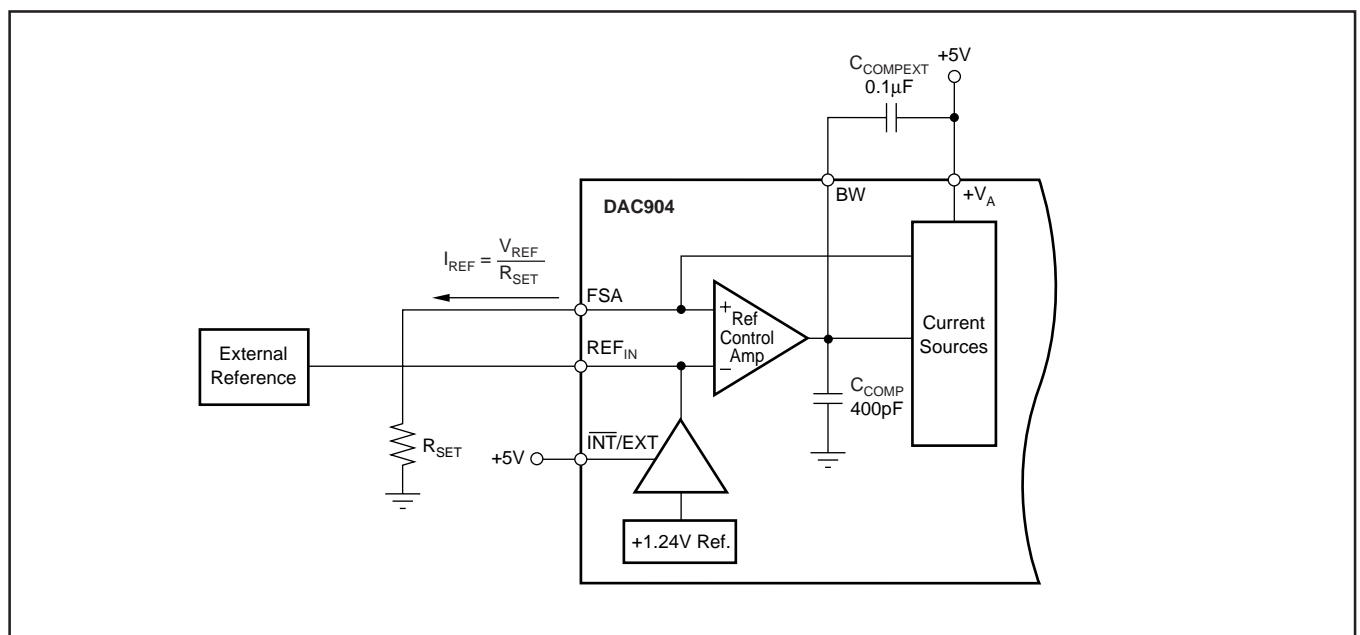 +5V
C_COMPEXT
0.1μF
BW
+V_A
DAC904
I_REF = V_REF / R_SET
FSA
+
Ref
Control
Amp
−
Current
Sources
External
Reference
REF_IN
C_COMP
400pF
R_SET
+5V
I̅N̅T̅/EXT
+1.24V Ref.